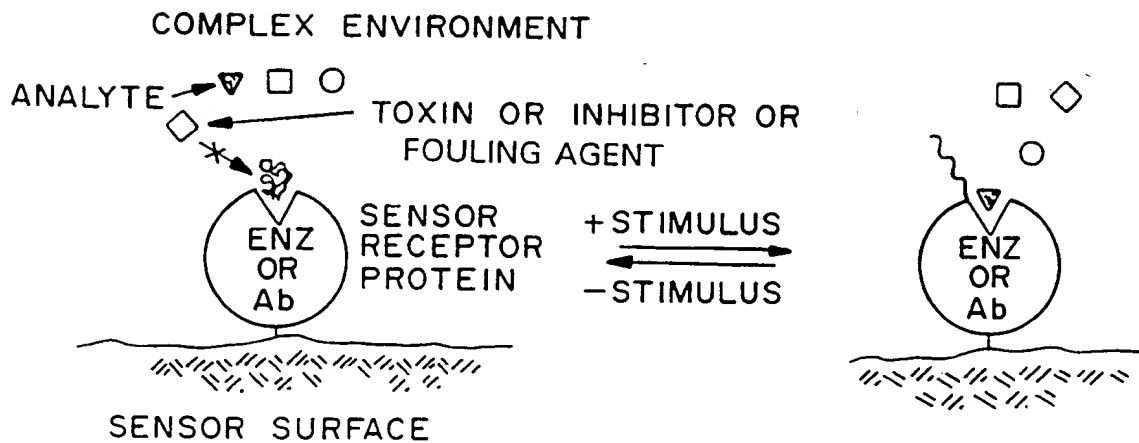 COMPLEX ENVIRONMENT
ANALYTE
TOXIN OR INHIBITOR OR
FOULING AGENT
ENZ
OR
Ab
SENSOR
RECEPTOR
PROTEIN
+STIMULUS
-STIMULUS
ENZ
OR
Ab
SENSOR SURFACE